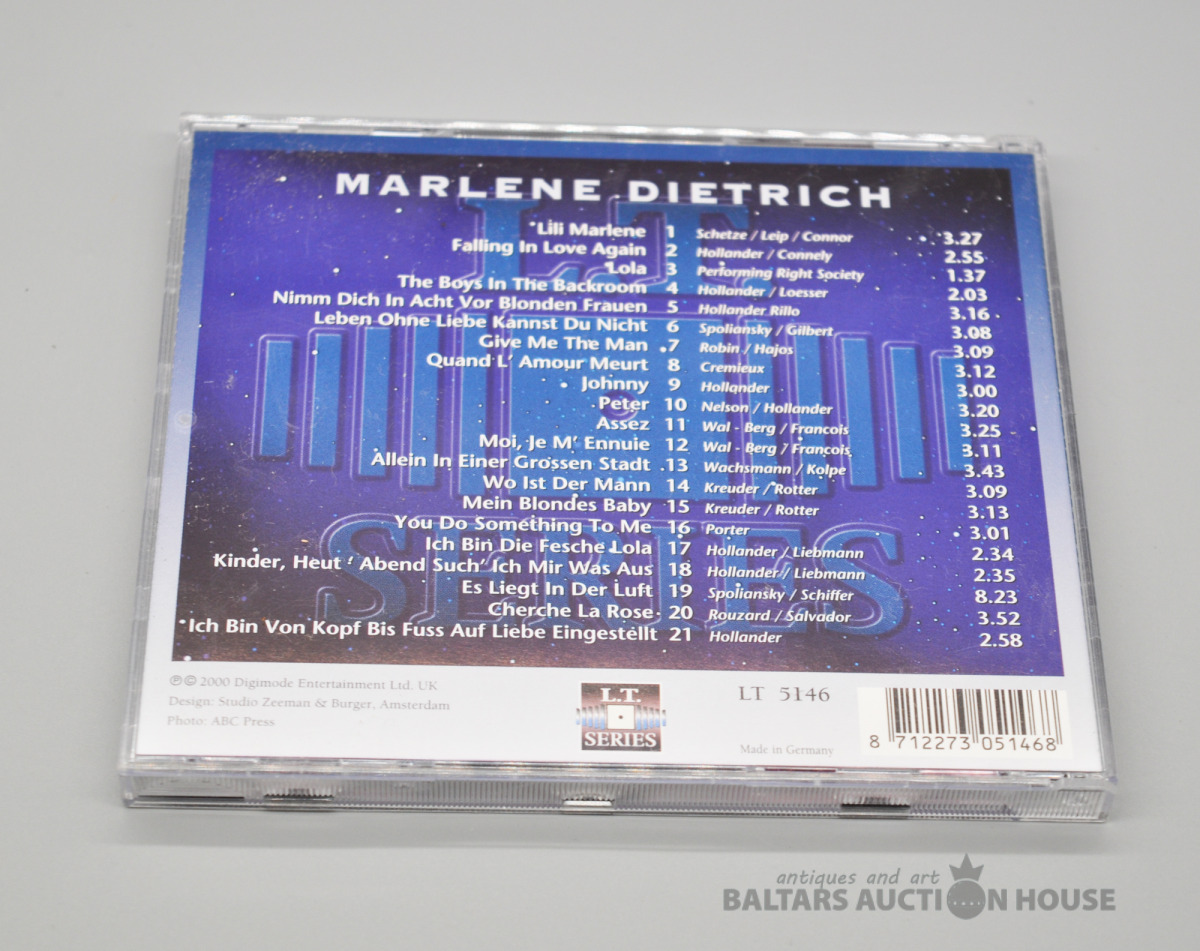 MARLENE DIETRICH
Lili Marlene 1 Schetze / Leip / Connor 3.27
Falling In Love Again 2 Hollander / Connely 2.55
Lola 3 Performing Right Society 1.37
The Boys In The Backroom 4 Hollander / Loesser 2.03
Nimm Dich In Acht Vor Blonden Frauen 5 Hollander Rillo 3.16
Leben Ohne Liebe Kannst Du Nicht 6 Spoliansky / Gilbert 3.08
Give Me The Man 7 Robin / Hajos 3.09
Quand L' Amour Meurt 8 Cremieux 3.12
Johnny 9 Hollander 3.00
Peter 10 Nelson / Hollander 3.20
Assez 11 Wal - Berg / Francois 3.25
Moi, Je M' Ennuie 12 Wal - Berg / Francois 3.11
Allein In Einer Grossen Stadt 13 Wachsmann / Kolpe 3.43
Wo Ist Der Mann 14 Kreuder / Rotter 3.09
Mein Blondes Baby 15 Kreuder / Rotter 3.13
You Do Something To Me 16 Porter 3.01
Ich Bin Die Fesche Lola 17 Hollander / Liebmann 2.34
Kinder, Heut ' Abend Such' Ich Mir Was Aus 18 Hollander / Liebmann 2.35
Es Liegt In Der Luft 19 Spoliansky / Schiffer 8.23
Cherche La Rose 20 Rouzard / Salvador 3.52
Ich Bin Von Kopf Bis Fuss Auf Liebe Eingestellt 21 Hollander 2.58
L.T.
SERIES
℗© 2000 Digimode Entertainment Ltd. UK
Design: Studio Zeeman & Burger, Amsterdam
Photo: ABC Press
L.T.
SERIES
LT 5146
Made in Germany
8 712273 051468
antiques and art
BALTARS AUCTION HOUSE